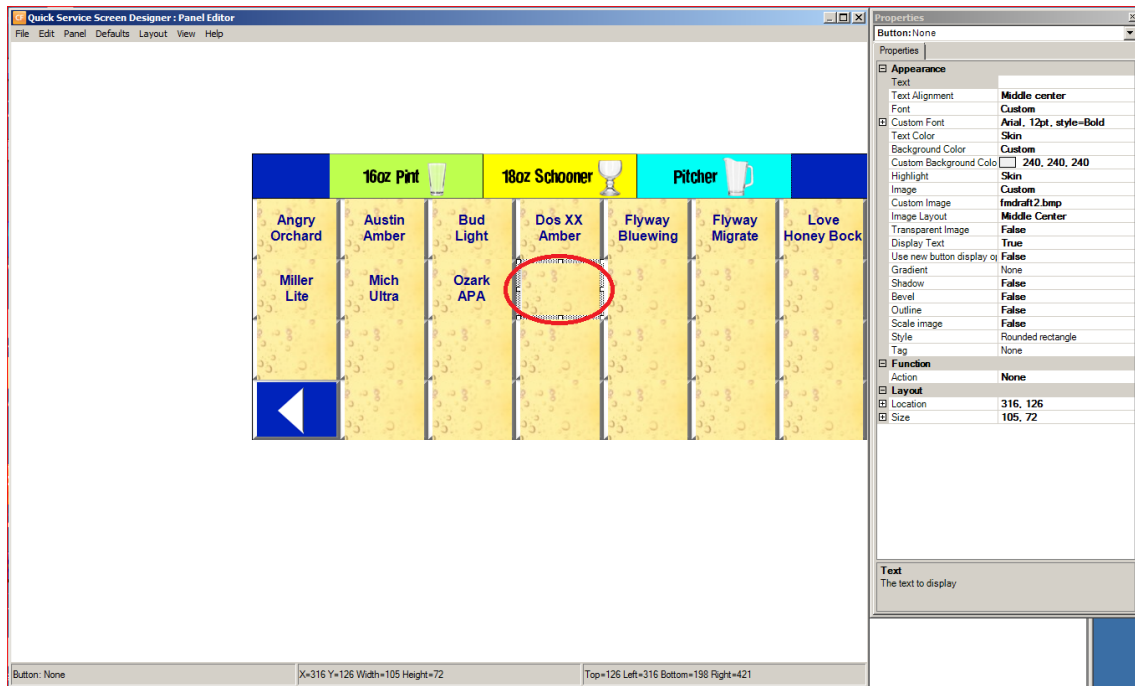 CF Quick Service Screen Designer : Panel Editor
File Edit Panel Defaults Layout View Help
16oz Pint 18oz Schooner Pitcher
Angry Orchard Austin Amber Bud Light Dos XX Amber Flyway Bluewing Flyway Migrate Love Honey Bock
Miller Lite Mich Ultra Ozark APA
Button: None X=316 Y=126 Width=105 Height=72 Top=126 Left=316 Bottom=198 Right=421
Properties
Button:None
Properties
Appearance
Text
Text Alignment Middle center
Font Custom
Custom Font Arial, 12pt, style=Bold
Text Color Skin
Background Color Custom
Custom Background Colo 240, 240, 240
Highlight Skin
Image Custom
Custom Image fmdraft2.bmp
Image Layout Middle Center
Transparent Image False
Display Text True
Use new button display op False
Gradient None
Shadow False
Bevel False
Outline False
Scale image False
Style Rounded rectangle
Tag None
Function
Action None
Layout
Location 316, 126
Size 105, 72
Text
The text to display